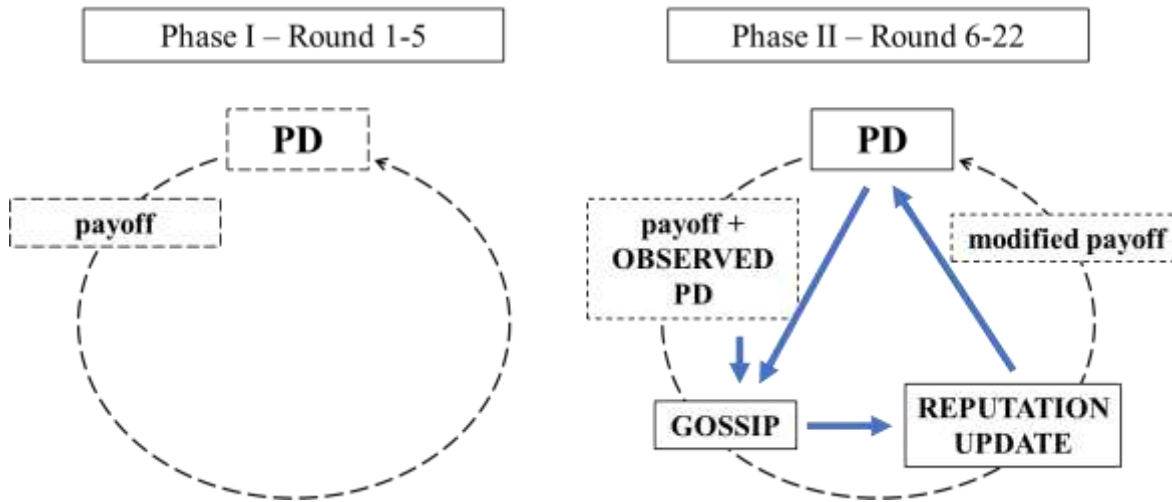 Phase I – Round 1-5
PD
payoff
Phase II – Round 6-22
PD
payoff +
OBSERVED
PD
modified payoff
GOSSIP
REPUTATION
UPDATE